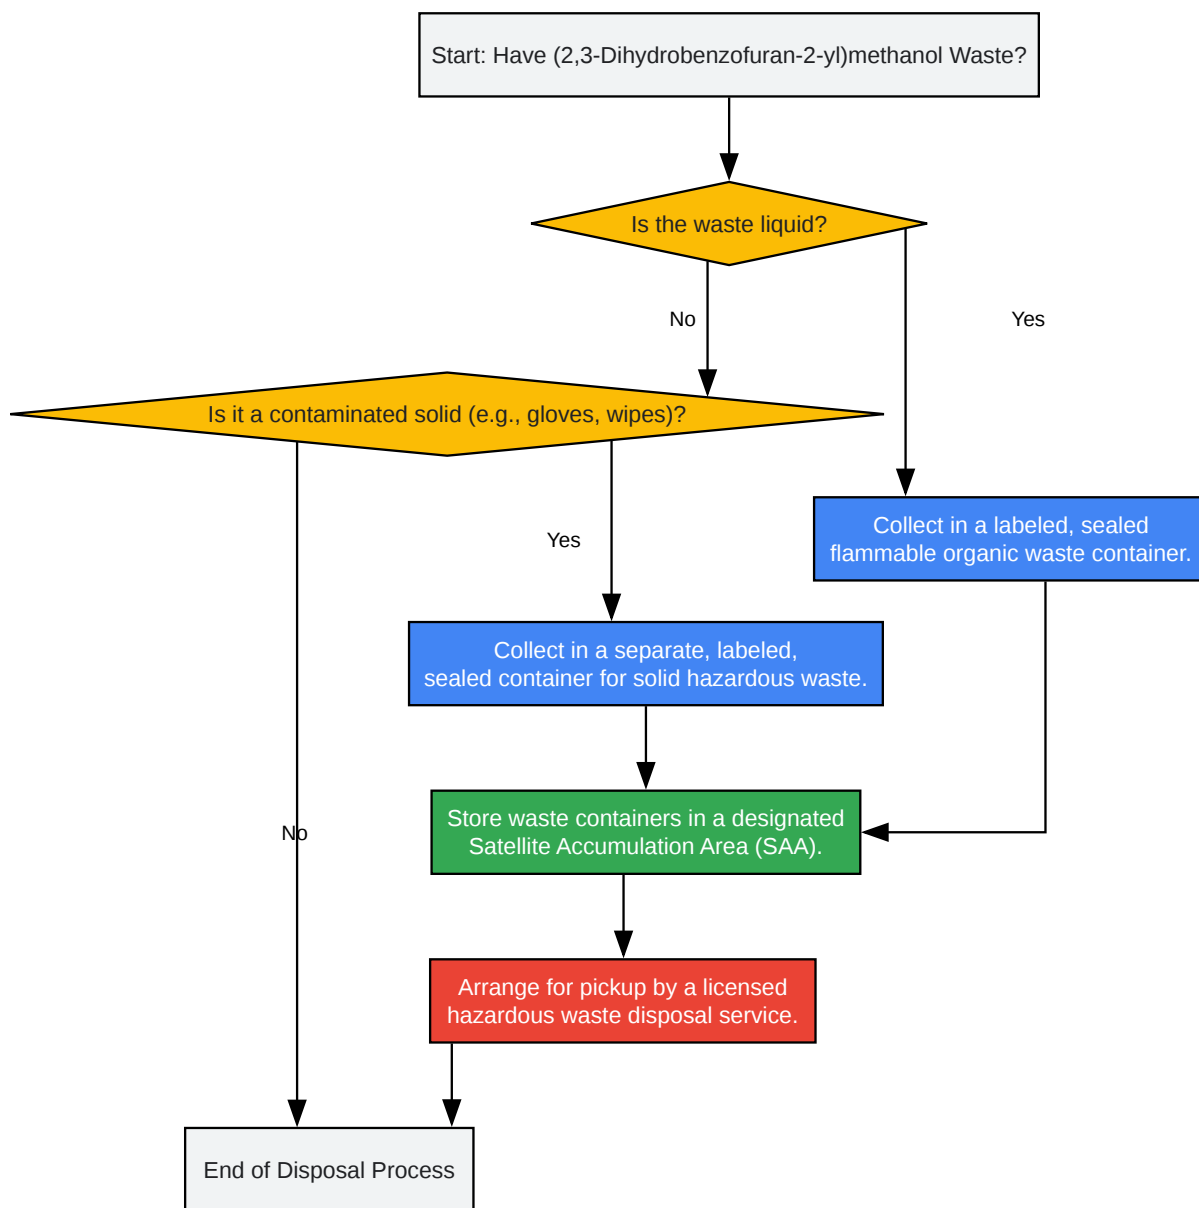 Start: Have (2,3-Dihydrobenzofuran-2-yl)methanol Waste?
Is the waste liquid?
No
Yes
Is it a contaminated solid (e.g., gloves, wipes)?
Collect in a labeled, sealed
flammable organic waste container.
Yes
Collect in a separate, labeled,
sealed container for solid hazardous waste.
Store waste containers in a designated
Satellite Accumulation Area (SAA).
No
Arrange for pickup by a licensed
hazardous waste disposal service.
End of Disposal Process